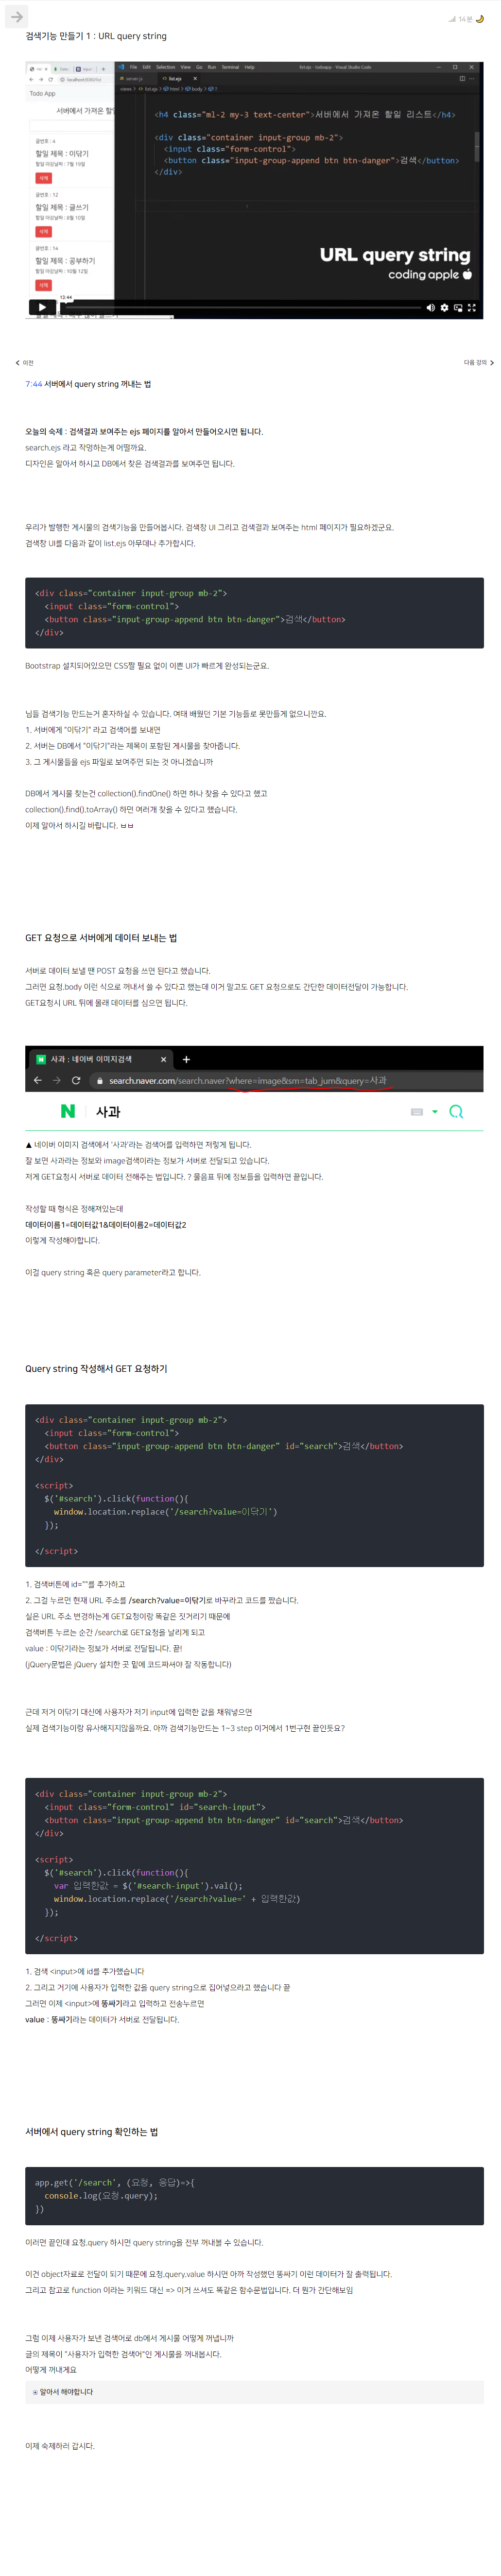 14분
검색기능 만들기 1 : URL query string
localhost:8080/lis
File Edit Selection View Go Run Terminal Help
list.ejs - todoapp - Visual Studio Code
server.js
list.ejs
views > list.ejs > html > body > ?
Todo App
서버에서 가져온 할일
글번호 : 4
할일 제목 : 이닦기
할일 마감날짜 : 7월 19일
삭제
글번호 : 12
할일 제목 : 글쓰기
할일 마감날짜 : 8월 10일
삭제
글번호 : 14
할일 제목 : 공부하기
할일 마감날짜 : 10월 12일
삭제
<h4 class="ml-2 my-3 text-center">서버에서 가져온 할일 리스트</h4>
<div class="container input-group mb-2">
<input class="form-control">
<button class="input-group-append btn btn-danger">검색</button>
</div>
URL query string
coding apple
13:44
이전
다음 강의
7:44 서버에서 query string 꺼내는 법
오늘의 숙제 : 검색결과 보여주는 ejs 페이지를 알아서 만들어오시면 됩니다.
search.ejs 라고 작명하는게 어떨까요.
디자인은 알아서 하시고 DB에서 찾은 검색결과를 보여주면 됩니다.
우리가 발행한 게시물의 검색기능을 만들어봅시다. 검색창 UI 그리고 검색결과 보여주는 html 페이지가 필요하겠군요.
검색창 UI를 다음과 같이 list.ejs 아무데나 추가합시다.
<div class="container input-group mb-2">
<input class="form-control">
<button class="input-group-append btn btn-danger">검색</button>
</div>
Bootstrap 설치되어있으면 CSS짤 필요 없이 이쁜 UI가 빠르게 완성되는군요.
님들 검색기능 만드는거 혼자하실 수 있습니다. 여태 배웠던 기본 기능들로 못만들게 없으니깐요.
1. 서버에게 "이닦기" 라고 검색어를 보내면
2. 서버는 DB에서 "이닦기"라는 제목이 포함된 게시물을 찾아줍니다.
3. 그 게시물들을 ejs 파일로 보여주면 되는 것 아니겠습니까
DB에서 게시물 찾는건 collection().findOne() 하면 하나 찾을 수 있다고 했고
collection().find().toArray() 하면 여러개 찾을 수 있다고 했습니다.
이제 알아서 하시길 바랍니다. ㅂㅂ
GET 요청으로 서버에게 데이터 보내는 법
서버로 데이터 보낼 땐 POST 요청을 쓰면 된다고 했습니다.
그러면 요청.body 이런 식으로 꺼내서 쓸 수 있다고 했는데 이거 말고도 GET 요청으로도 간단한 데이터전달이 가능합니다.
GET요청시 URL 뒤에 몰래 데이터를 심으면 됩니다.
사과 : 네이버 이미지검색
search.naver.com/search.naver?where=image&sm=tab_jum&query=사과
N 사과
▲ 네이버 이미지 검색에서 '사과'라는 검색어를 입력하면 저렇게 됩니다.
잘 보면 사과라는 정보와 image검색이라는 정보가 서버로 전달되고 있습니다.
저게 GET요청시 서버로 데이터 전해주는 법입니다. ? 물음표 뒤에 정보들을 입력하면 끝입니다.
작성할 때 형식은 정해져있는데
데이터이름1=데이터값1&데이터이름2=데이터값2
이렇게 작성해야합니다.
이걸 query string 혹은 query parameter라고 합니다.
Query string 작성해서 GET 요청하기
<div class="container input-group mb-2">
<input class="form-control">
<button class="input-group-append btn btn-danger" id="search">검색</button>
</div>
<script>
$('#search').click(function(){
window.location.replace('/search?value=이닦기')
});
</script>
1. 검색버튼에 id=""를 추가하고
2. 그걸 누르면 현재 URL 주소를 /search?value=이닦기로 바꾸라고 코드를 짰습니다.
실은 URL 주소 변경하는게 GET요청이랑 똑같은 짓거리기 때문에
검색버튼 누르는 순간 /search로 GET요청을 날리게 되고
value : 이닦기라는 정보가 서버로 전달됩니다. 끝!
(jQuery문법은 jQuery 설치한 곳 밑에 코드짜셔야 잘 작동합니다)
근데 저거 이닦기 대신에 사용자가 저기 input에 입력한 값을 채워넣으면
실제 검색기능이랑 유사해지지않을까요. 아까 검색기능만드는 1~3 step 이거에서 1번구현 끝인듯요?
<div class="container input-group mb-2">
<input class="form-control" id="search-input">
<button class="input-group-append btn btn-danger" id="search">검색</button>
</div>
<script>
$('#search').click(function(){
var 입력한값 = $('#search-input').val();
window.location.replace('/search?value=' + 입력한값)
});
</script>
1. 검색 <input>에 id를 추가했습니다
2. 그리고 거기에 사용자가 입력한 값을 query string으로 집어넣으라고 했습니다 끝
그러면 이제 <input>에 똥싸기라고 입력하고 전송누르면
value : 똥싸기라는 데이터가 서버로 전달됩니다.
서버에서 query string 확인하는 법
app.get('/search', (요청, 응답)=>{
console.log(요청.query);
})
이러면 끝인데 요청.query 하시면 query string을 전부 꺼내볼 수 있습니다.
이건 object자료로 전달이 되기 때문에 요청.query.value 하시면 아까 작성했던 똥싸기 이런 데이터가 잘 출력됩니다.
그리고 참고로 function 이라는 키워드 대신 => 이거 쓰셔도 똑같은 함수문법입니다. 더 뭔가 간단해보임
그럼 이제 사용자가 보낸 검색어로 db에서 게시물 어떻게 꺼냅니까
글의 제목이 "사용자가 입력한 검색어"인 게시물을 꺼내봅시다.
어떻게 꺼내게요
알아서 해야합니다
이제 숙제하러 갑시다.